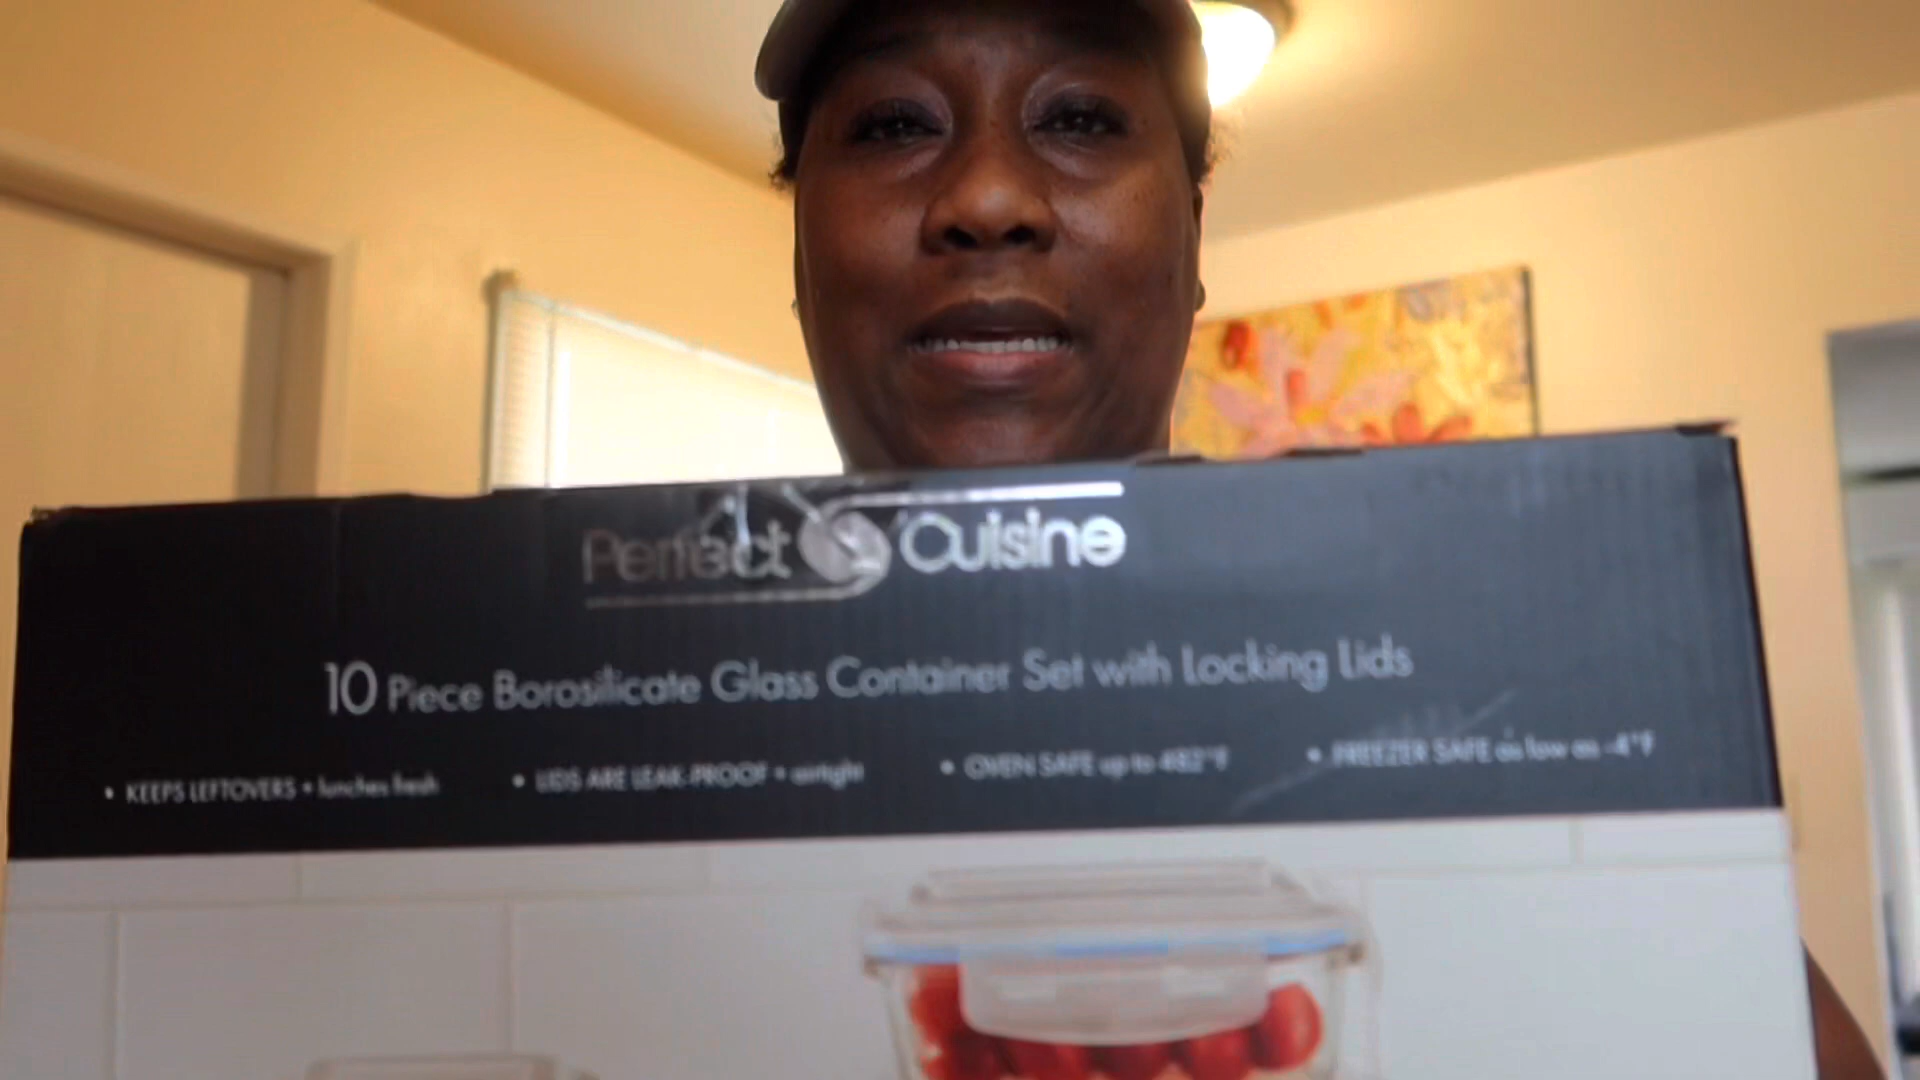 Perfect Cuisine
10 Piece Borosilicate Glass Container Set with Locking Lids
• KEEPS LEFTOVERS • lunches fresh • LIDS ARE LEAK-PROOF • airtight • OVEN SAFE up to 482°F • FREEZER SAFE as low as -4°F